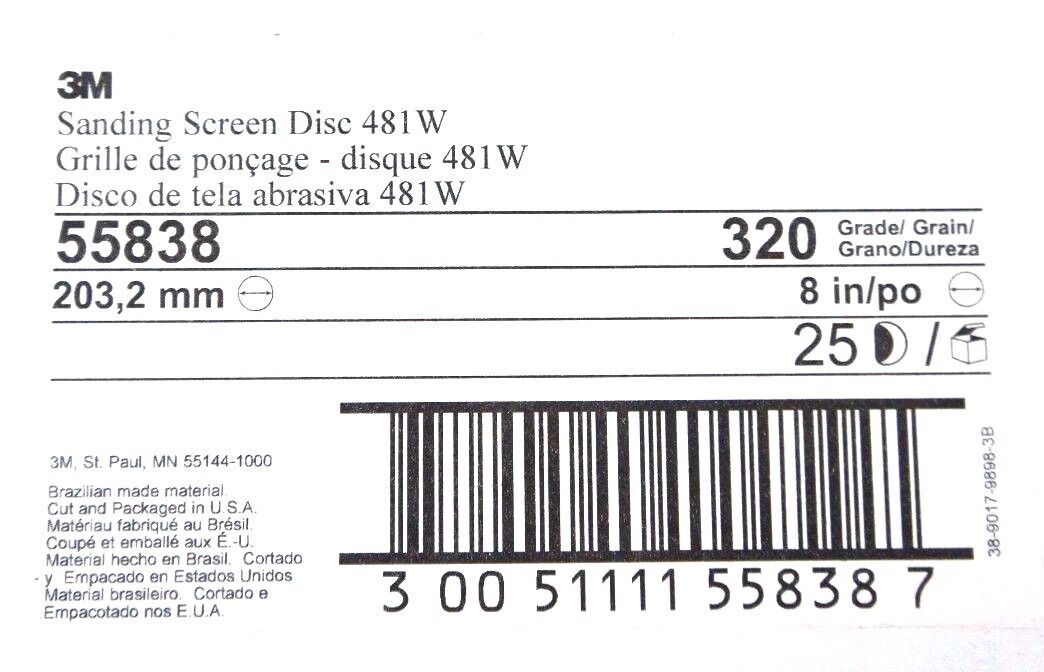 3M
Sanding Screen Disc 481W
Grille de ponçage - disque 481W
Disco de tela abrasiva 481W
55838 320 Grade/ Grain/
Grano/Dureza
203,2 mm 8 in/po
25 /
3M, St. Paul, MN 55144-1000
Brazilian made material
Cut and Packaged in U.S.A.
Matériau fabriqué au Brésil.
Coupé et emballé aux É.-U.
Material hecho en Brasil. Cortado
y Empacado en Estados Unidos
Material brasileiro. Cortado e
Empacotado nos E.U.A.
3 00 51111 55838 7
38-9017-9898-3B